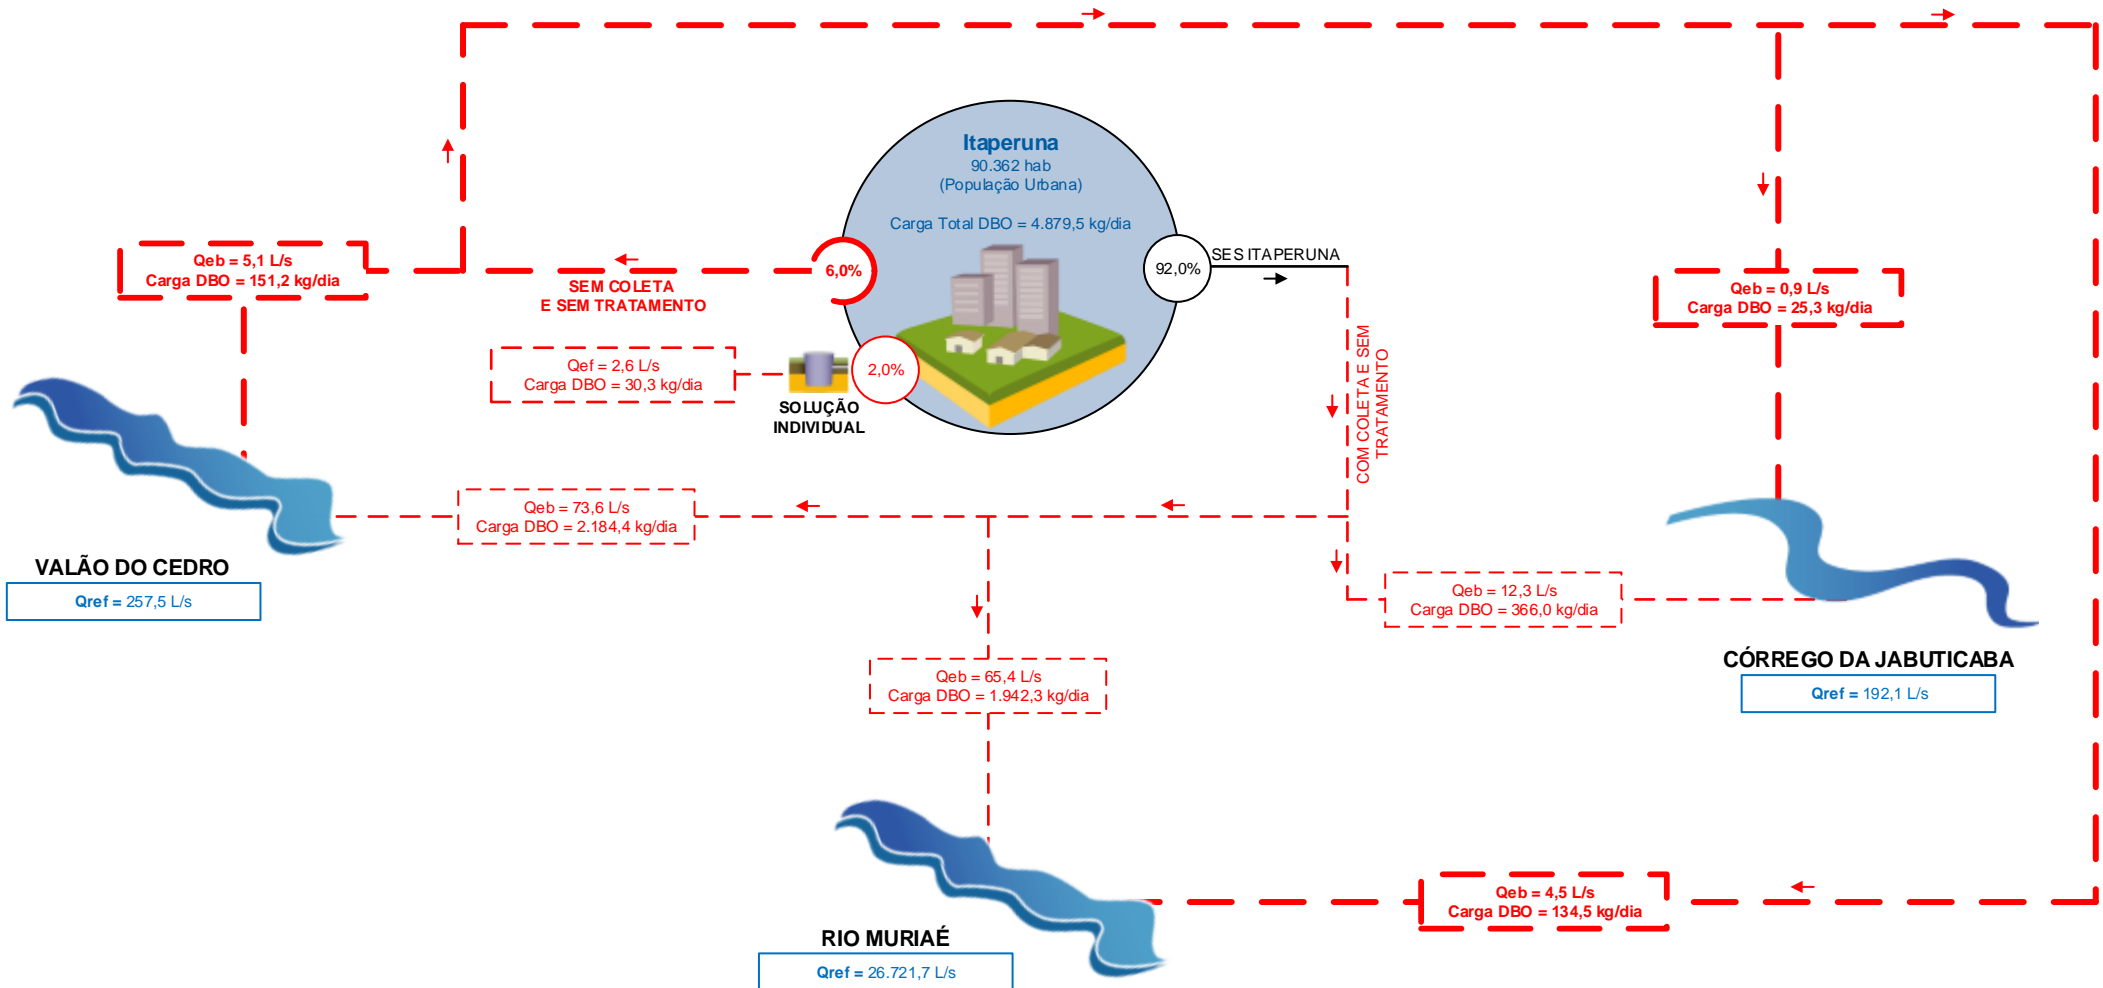 Itaperuna
90.362 hab
(População Urbana)
Carga Total DBO = 4.879,5 kg/dia
6,0%
92,0%
2,0%
SES ITAPERUNA
SEM COLETA
E SEM TRATAMENTO
Qeb = 5,1 L/s
Carga DBO = 151,2 kg/dia
Qeb = 0,9 L/s
Carga DBO = 25,3 kg/dia
Qef = 2,6 L/s
Carga DBO = 30,3 kg/dia
SOLUÇÃO
INDIVIDUAL
COM COLETA E SEM
TRATAMENTO
Qeb = 73,6 L/s
Carga DBO = 2.184,4 kg/dia
VALÃO DO CEDRO
Qref = 257,5 L/s
Qeb = 12,3 L/s
Carga DBO = 366,0 kg/dia
CÓRREGO DA JABUTICABA
Qref = 192,1 L/s
Qeb = 65,4 L/s
Carga DBO = 1.942,3 kg/dia
Qeb = 4,5 L/s
Carga DBO = 134,5 kg/dia
RIO MURIAÉ
Qref = 26.721,7 L/s